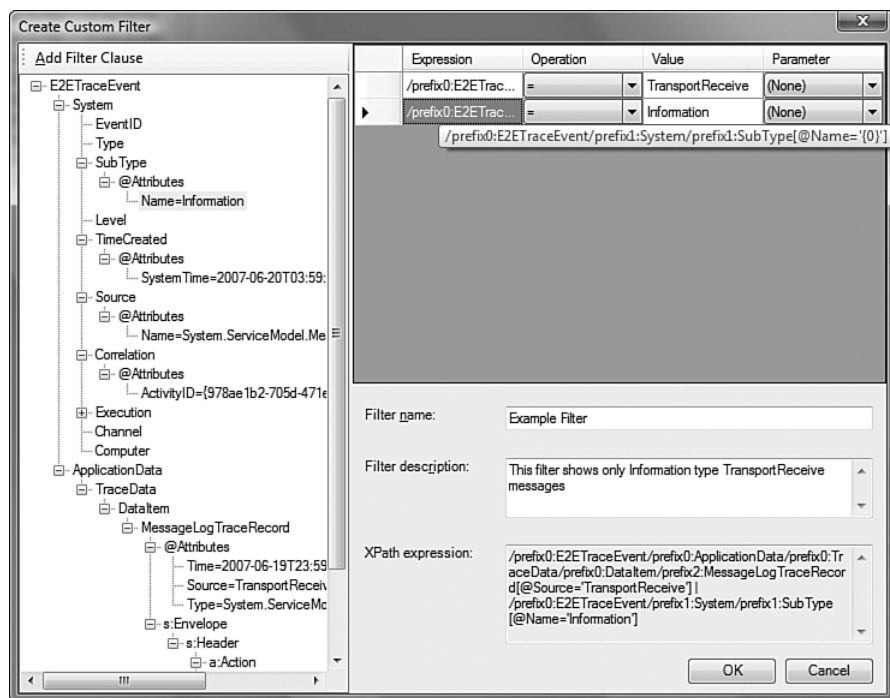 Create Custom Filter
Add Filter Clause
E2ETraceEvent
System
EventID
Type
SubType
@Attributes
Name=Information
Level
TimeCreated
@Attributes
SystemTime=2007-06-20T03:59:
Source
@Attributes
Name=System.ServiceModel.Me
Correlation
@Attributes
ActivityID={978ae1b2-705d-471e
Execution
Channel
Computer
ApplicationData
TraceData
DataItem
MessageLogTraceRecord
@Attributes
Time=2007-06-19T23:59
Source=TransportReceiv
Type=System.ServiceMo
s:Envelope
s:Header
a:Action
Expression Operation Value Parameter
/prefix0:E2ETrac... = TransportReceive (None)
/prefix0:E2ETrac... = Information (None)
/prefix0:E2ETraceEvent/prefix1:System/prefix1:SubType[@Name='{0}']
Filter name: Example Filter
Filter description: This filter shows only Information type TransportReceive
messages
XPath expression: /prefix0:E2ETraceEvent/prefix0:ApplicationData/prefix0:Tr
aceData/prefix0:DataItem/prefix2:MessageLogTraceRecor
d[@Source='TransportReceive'] |
/prefix0:E2ETraceEvent/prefix1:System/prefix1:SubType
[@Name='Information']
OK Cancel